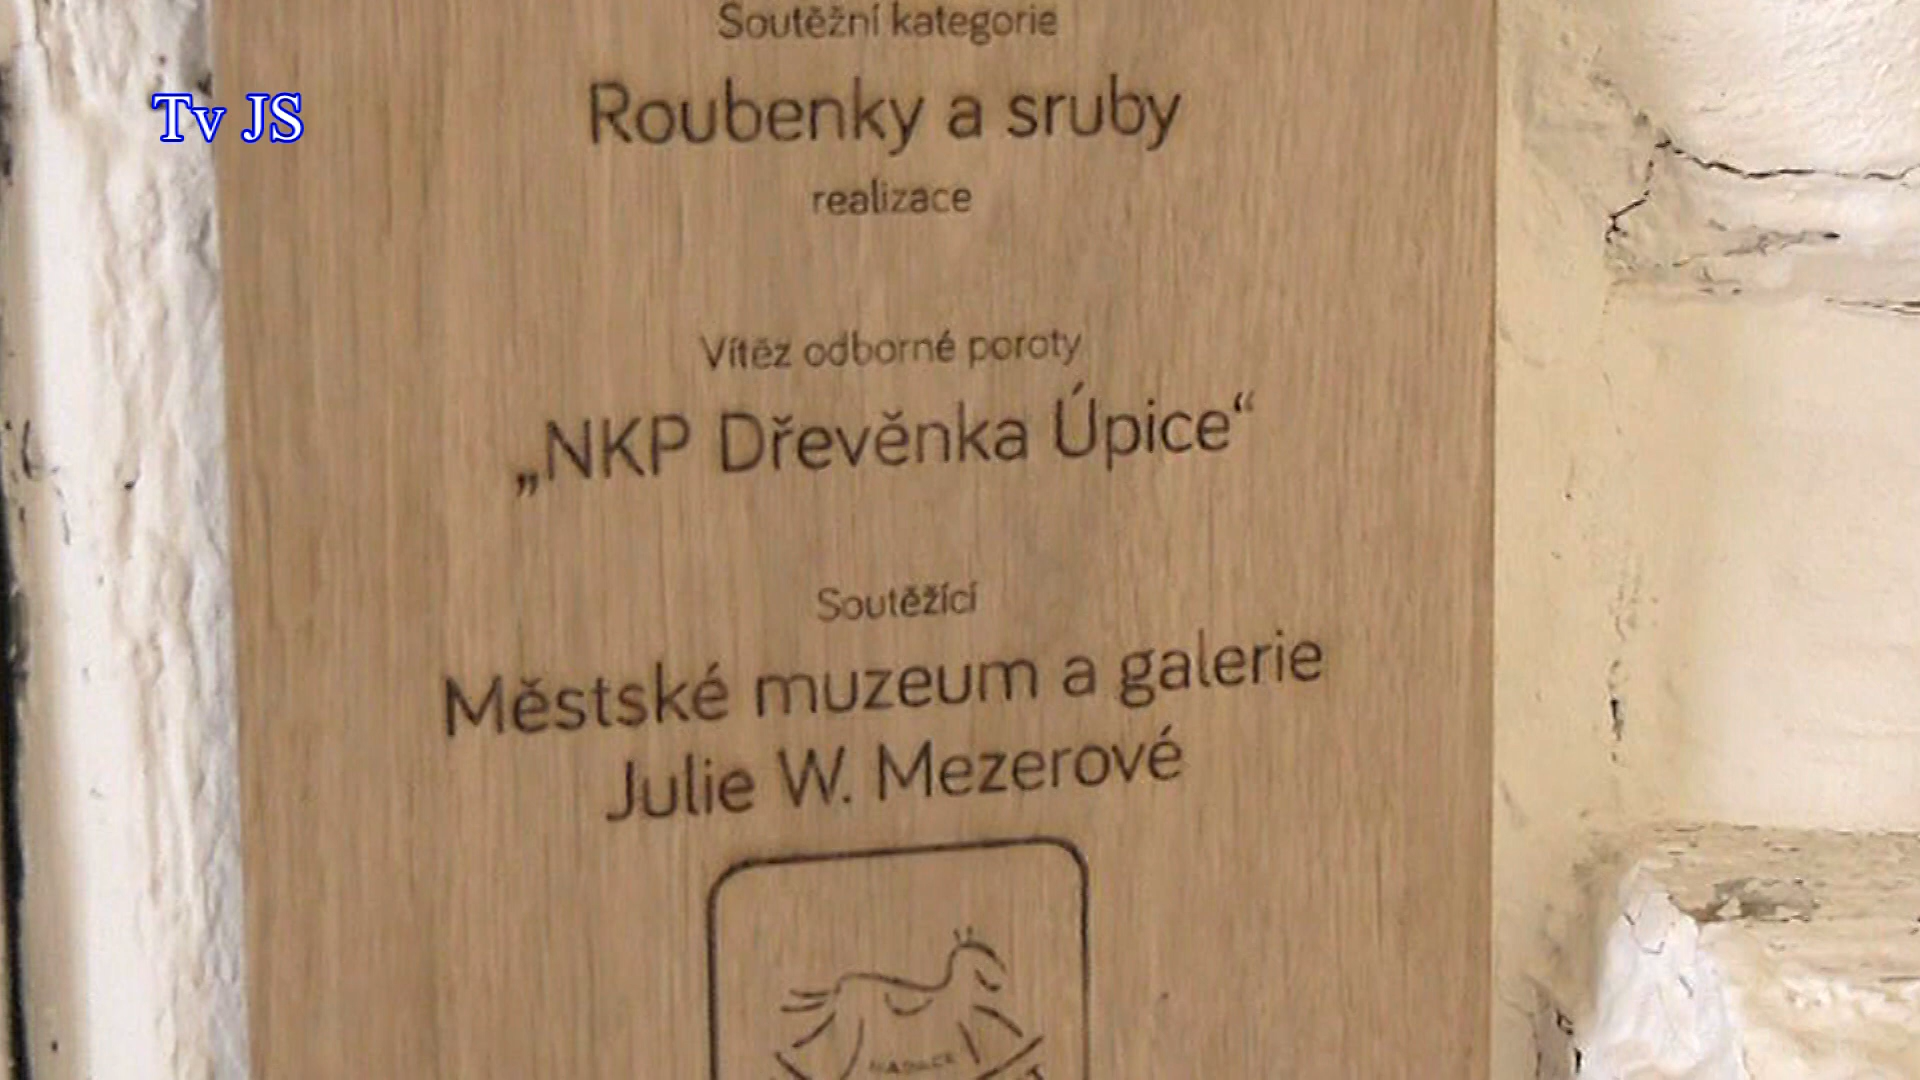 Soutěžní kategorie
Tv JS
Roubenky a sruby
realizace
Vítěz odborné poroty
„NKP Dřevěnka Úpice“
Soutěžící
Městské muzeum a galerie
Julie W. Mezerové
NADACE